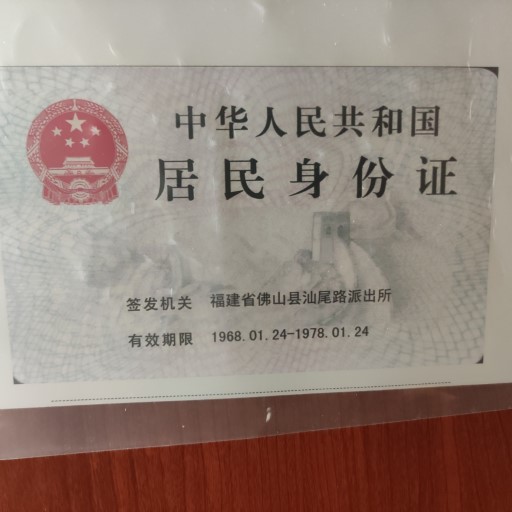 中华人民共和国
居民身份证
签发机关 福建省佛山县汕尾路派出所
有效期限 1968.01.24-1978.01.24